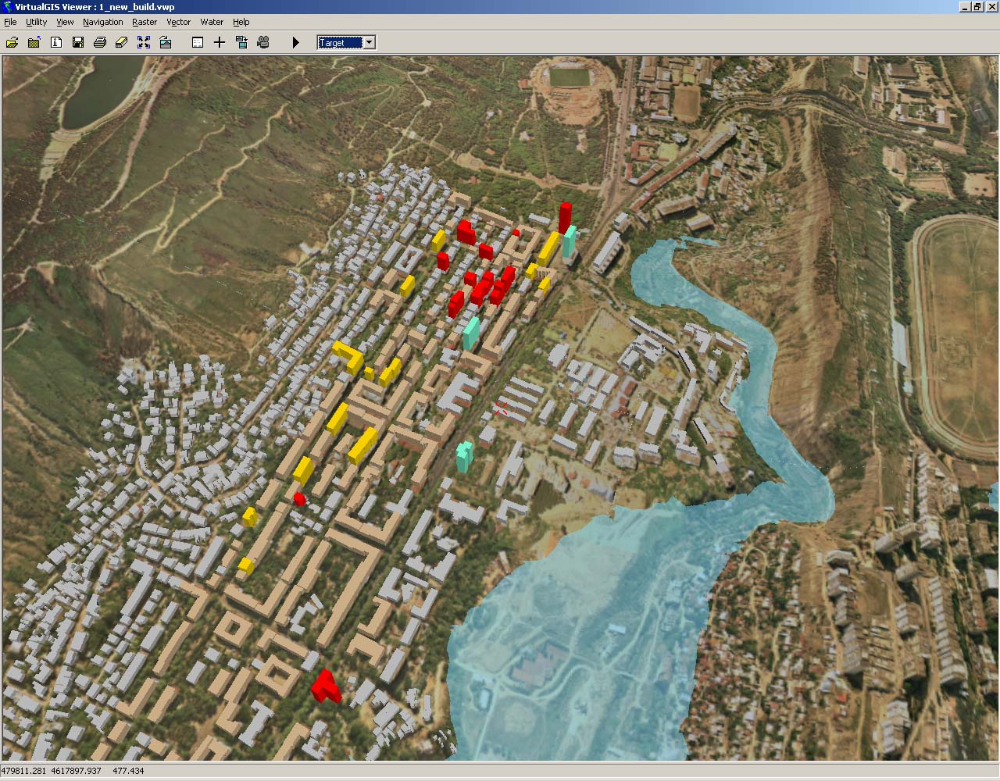 VirtualGIS Viewer : 1_new_build.vwp
File Utility View Navigation Raster Vector Water Help
Target
479811.281 4617897.937 477.434